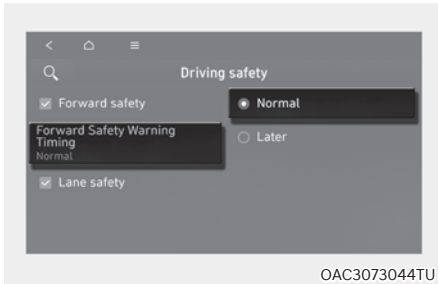 Driving safety
Forward safety
Normal
Forward Safety Warning
Timing
Normal
Later
Lane safety
OAC3073044TU